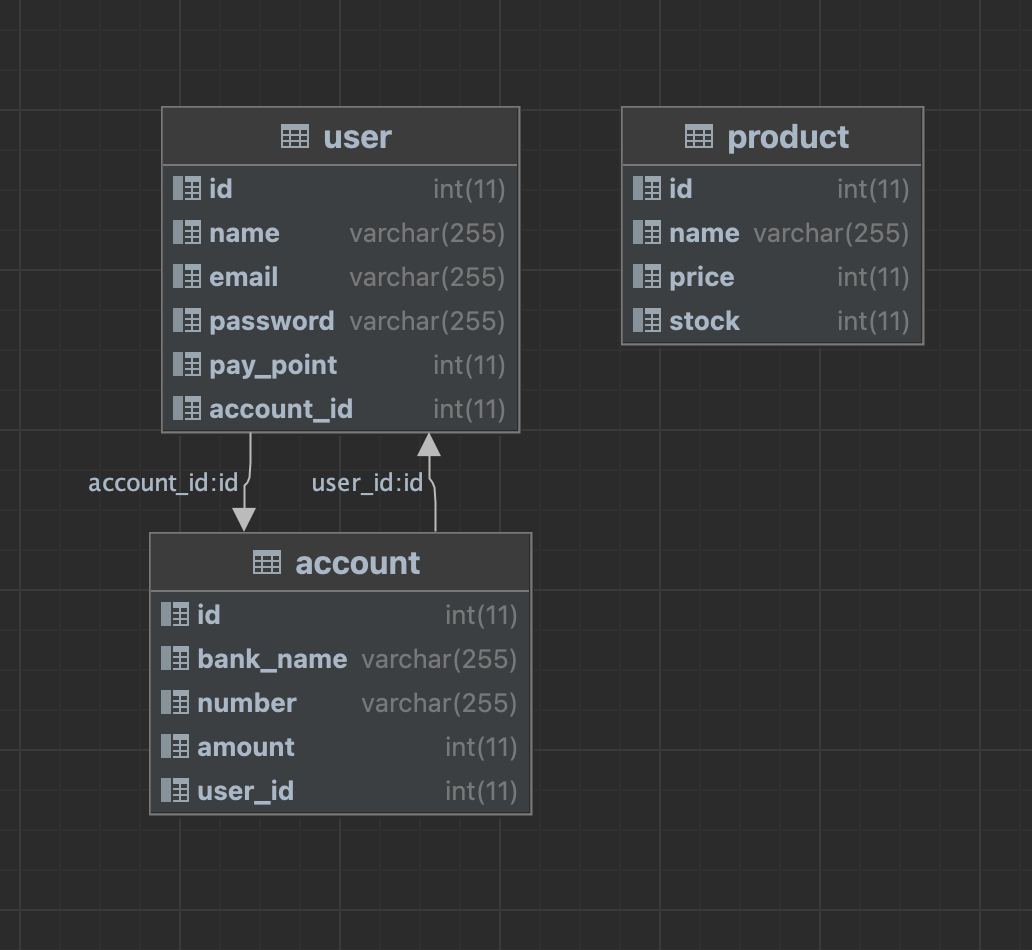 user
id int(11)
name varchar(255)
email varchar(255)
password varchar(255)
pay_point int(11)
account_id int(11)
product
id int(11)
name varchar(255)
price int(11)
stock int(11)
account_id:id
user_id:id
account
id int(11)
bank_name varchar(255)
number varchar(255)
amount int(11)
user_id int(11)